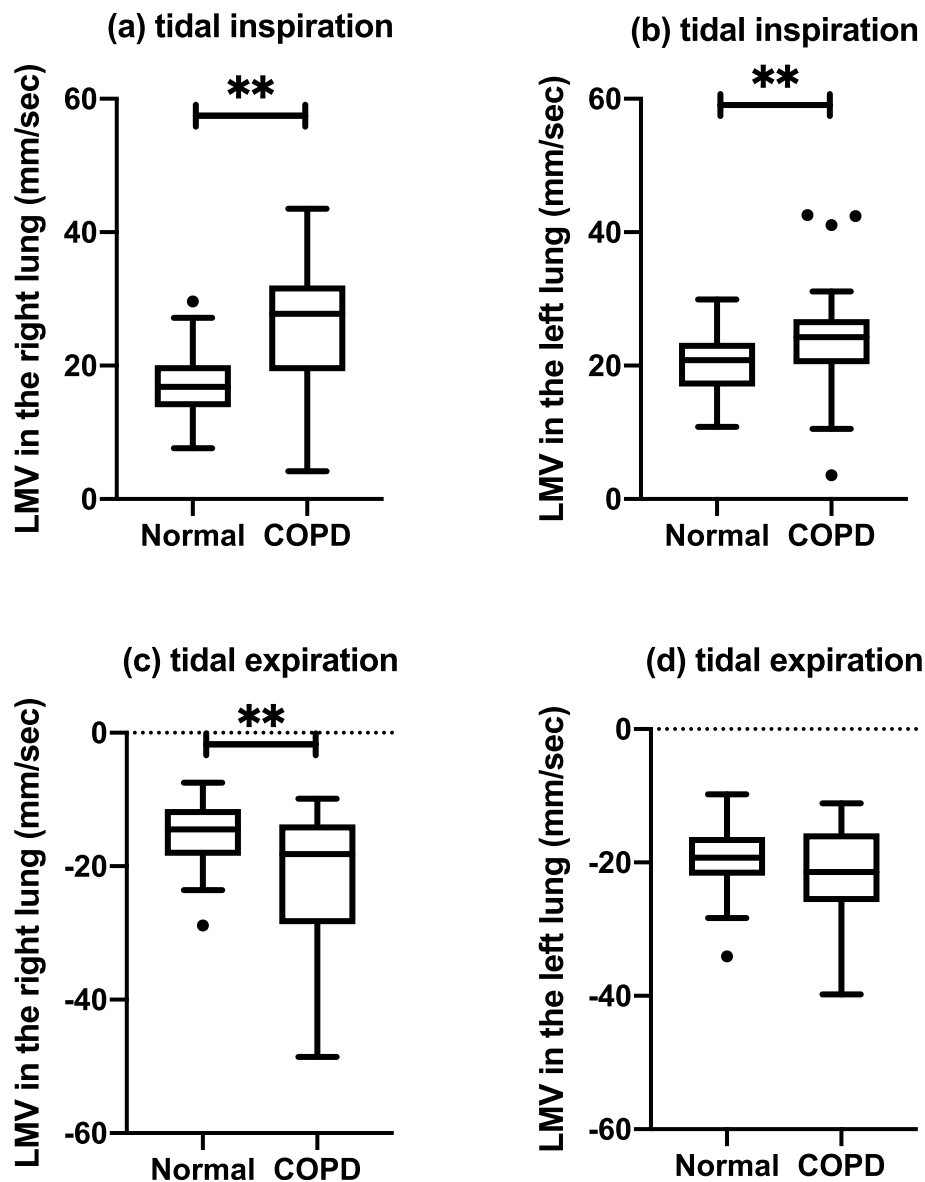 (a) tidal inspiration
LMV in the right lung (mm/sec)
60
40
20
0
**
Normal COPD
(b) tidal inspiration
LMV in the left lung (mm/sec)
60
40
20
0
**
Normal COPD
(c) tidal expiration
LMV in the right lung (mm/sec)
0
-20
-40
-60
**
Normal COPD
(d) tidal expiration
LMV in the left lung (mm/sec)
0
-20
-40
-60
Normal COPD